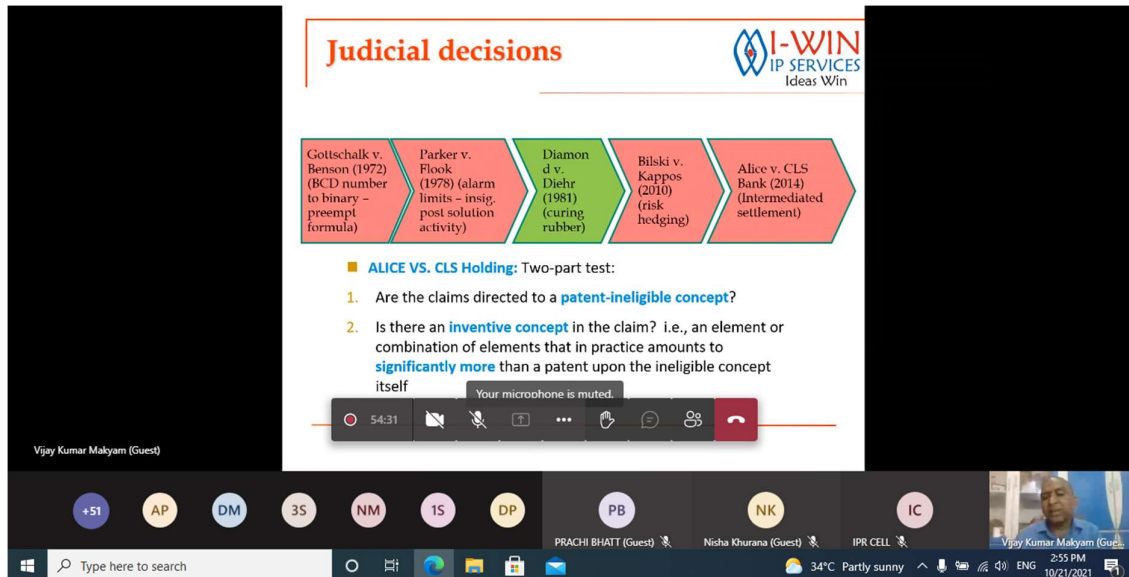 Judicial decisions
I-WIN
IP SERVICES
Ideas Win
Gottschalk v.
Benson (1972)
(BCD number
to binary –
preempt
formula)
Parker v.
Flook
(1978) (alarm
limits – insig.
post solution
activity)
Diamon
d v.
Diehr
(1981)
(curing
rubber)
Bilski v.
Kappos
(2010)
(risk
hedging)
Alice v. CLS
Bank (2014)
(Intermediated
settlement)
ALICE VS. CLS Holding: Two-part test:
1. Are the claims directed to a patent-ineligible concept?
2. Is there an inventive concept in the claim? i.e., an element or
combination of elements that in practice amounts to
significantly more than a patent upon the ineligible concept
itself
Your microphone is muted.
54:31
Vijay Kumar Makyam (Guest)
+51
AP
DM
3S
NM
1S
DP
PB
NK
IC
PRACHI BHATT (Guest)
Nisha Khurana (Guest)
IPR CELL
Vijay Kumar Makyam (Gue...
Type here to search
34°C Partly sunny
ENG
2:55 PM
10/21/2021
1